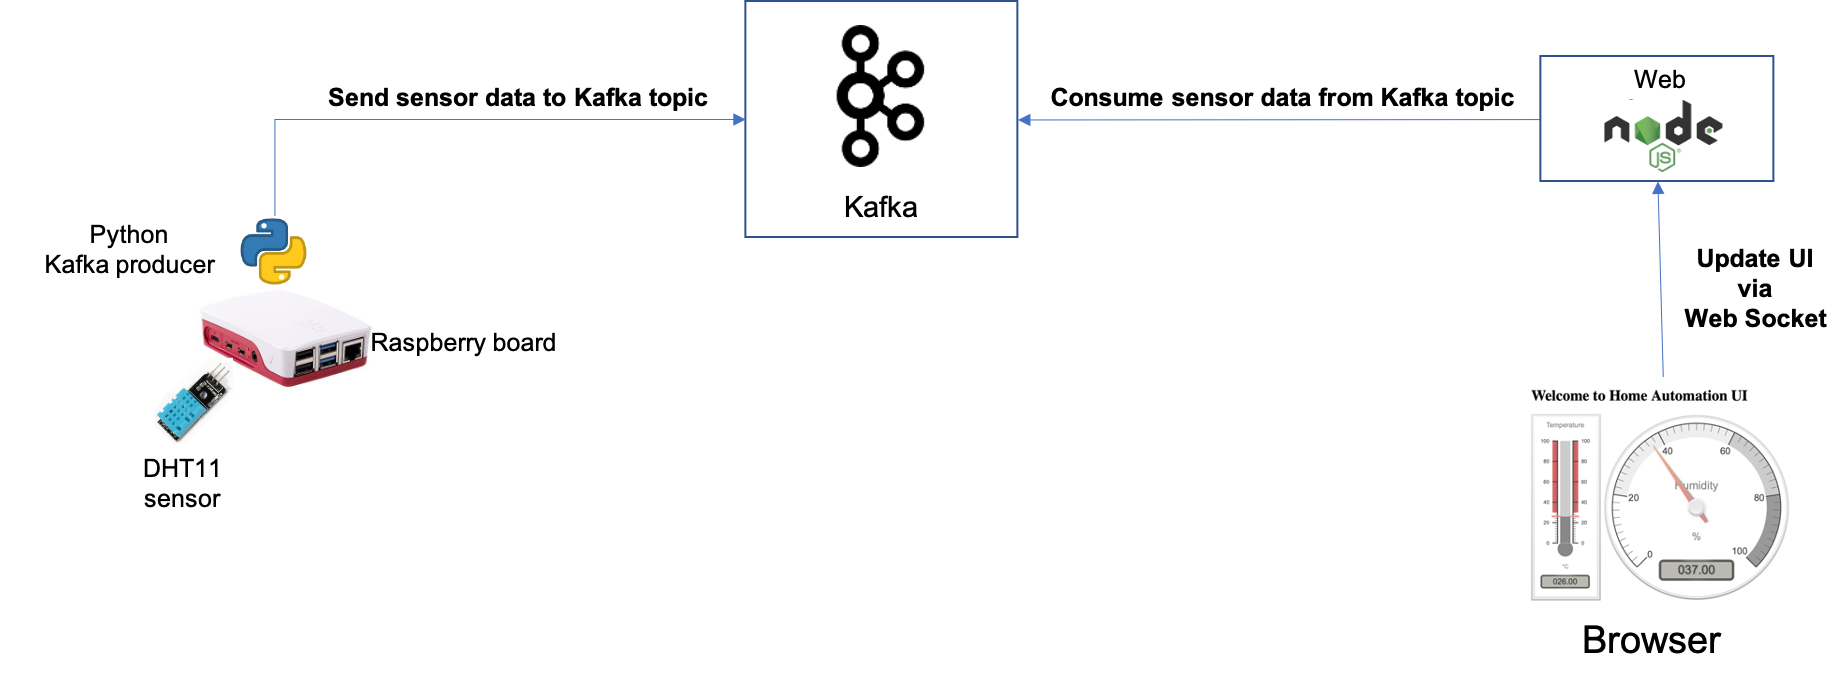 Send sensor data to Kafka topic
Kafka
Consume sensor data from Kafka topic
Web
node
JS
Python
Kafka producer
Raspberry board
DHT11
sensor
Update UI
via
Web Socket
Welcome to Home Automation UI
Temperature
100 100
80 80
60 60
40 40
20 20
0 0
°C
026.00
40 60
Humidity
20 80
%
0 100
037.00
Browser